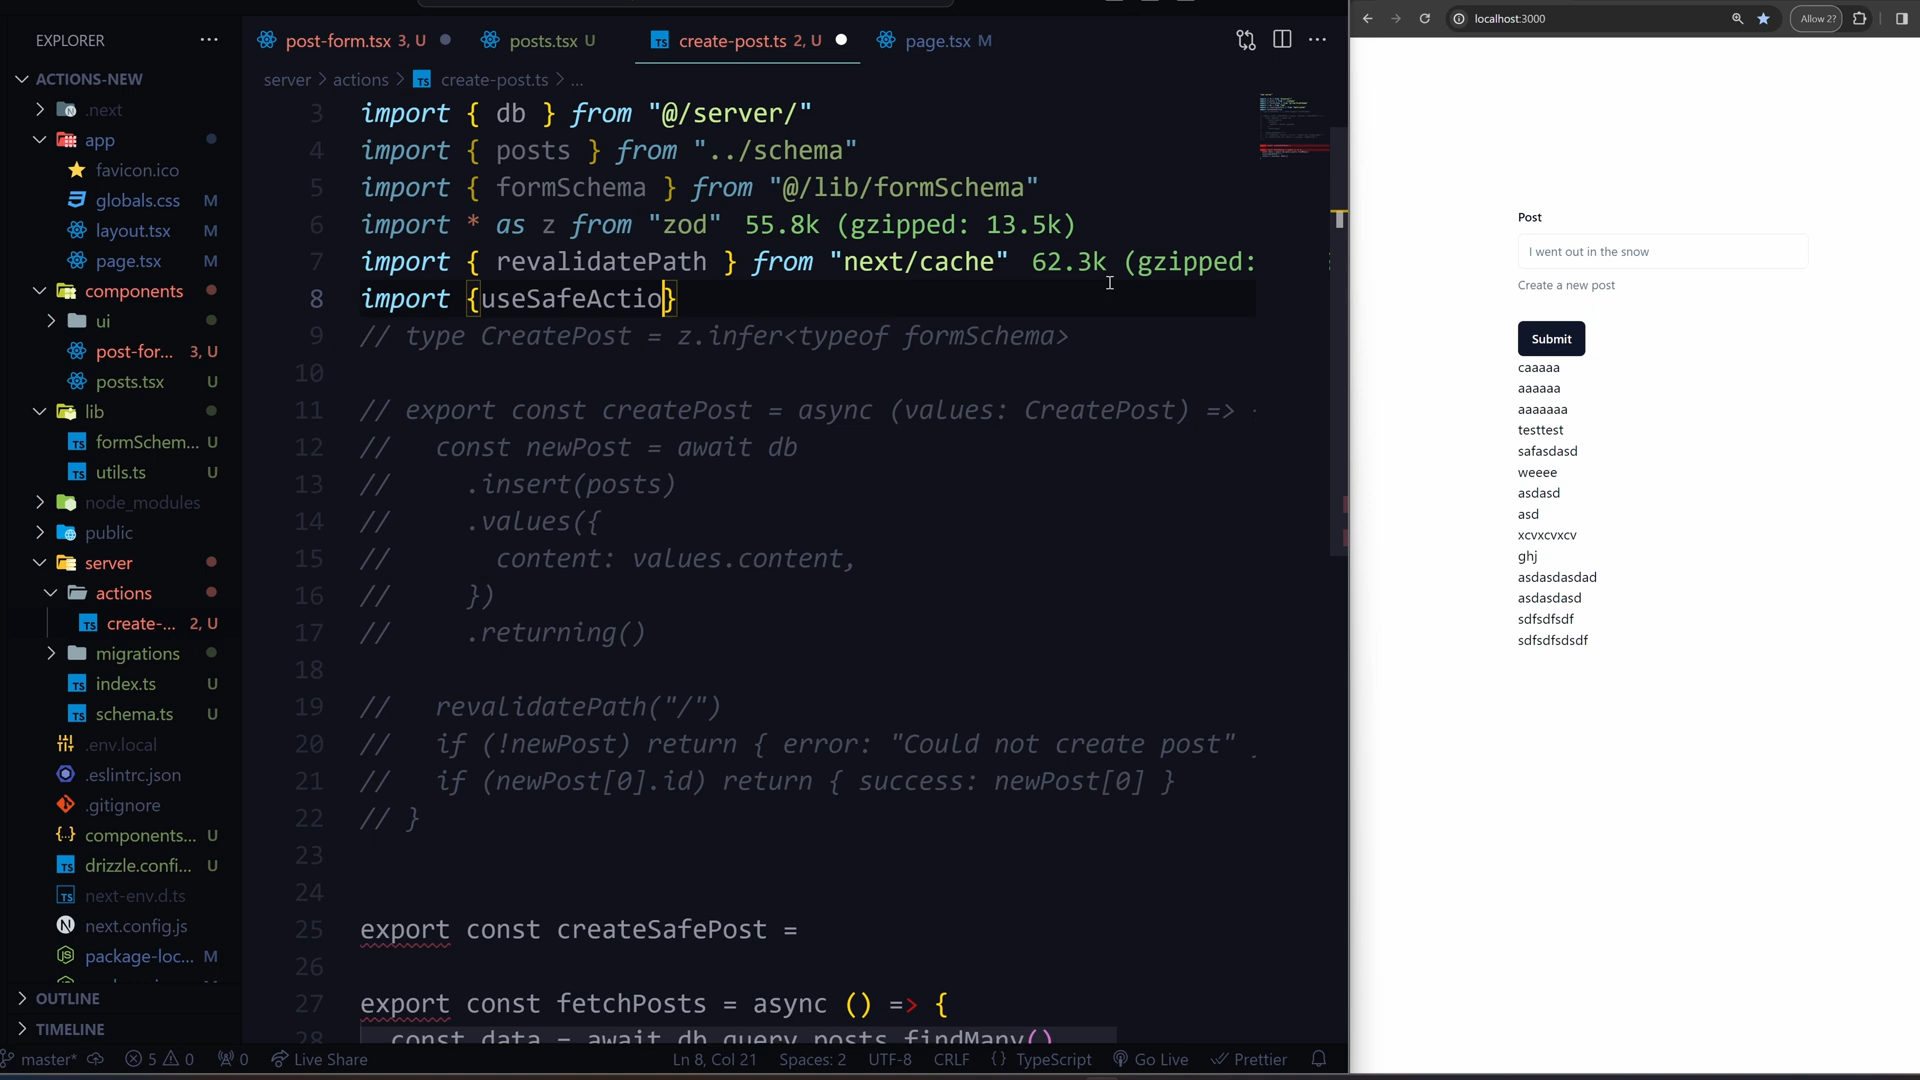 EXPLORER
ACTIONS-NEW
.next
app
favicon.ico
globals.css M
layout.tsx M
page.tsx M
components
ui
post-for... 3, U
posts.tsx U
lib
formSchem... U
utils.ts U
node_modules
public
server
actions
create-... 2, U
migrations
index.ts U
schema.ts U
.env.local
.eslintrc.json
.gitignore
components... U
drizzle.confi... U
next-env.d.ts
next.config.js
package-loc... M
OUTLINE
TIMELINE
post-form.tsx 3, U
posts.tsx U
create-post.ts 2, U
page.tsx M
server > actions > create-post.ts > ...
3 import { db } from "@/server/"
4 import { posts } from "../schema"
5 import { formSchema } from "@/lib/formSchema"
6 import * as z from "zod" 55.8k (gzipped: 13.5k)
7 import { revalidatePath } from "next/cache" 62.3k (gzipped:
8 import {useSafeActio}
9 // type CreatePost = z.infer<typeof formSchema>
10
11 // export const createPost = async (values: CreatePost) =>
12 // const newPost = await db
13 // .insert(posts)
14 // .values({
15 // content: values.content,
16 // })
17 // .returning()
18
19 // revalidatePath("/")
20 // if (!newPost) return { error: "Could not create post"
21 // if (newPost[0].id) return { success: newPost[0] }
22 // }
23
24
25 export const createSafePost =
26
27 export const fetchPosts = async () => {
28 const data = await db.query.posts.findMany()
master* 5 0 0 Live Share Ln 8, Col 21 Spaces: 2 UTF-8 CRLF {} TypeScript Go Live Prettier
localhost:3000
Allow 2?
Post
I went out in the snow
Create a new post
Submit
caaaaa
aaaaaa
aaaaaaa
testtest
safasdasd
weeee
asdasd
asd
xcvxcvxcv
ghj
asdasdasdad
asdasdasd
sdfsdfsdf
sdfsdfsdsdf